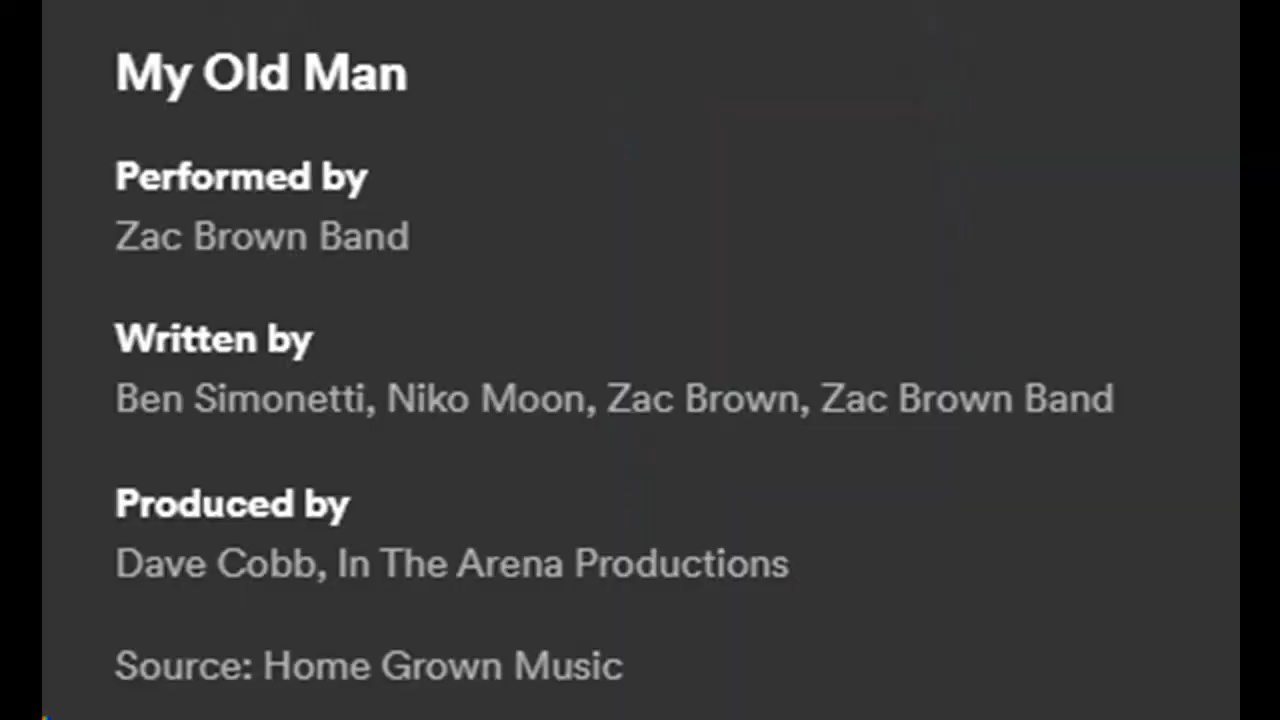 My Old Man
Performed by
Zac Brown Band
Written by
Ben Simonetti, Niko Moon, Zac Brown, Zac Brown Band
Produced by
Dave Cobb, In The Arena Productions
Source: Home Grown Music